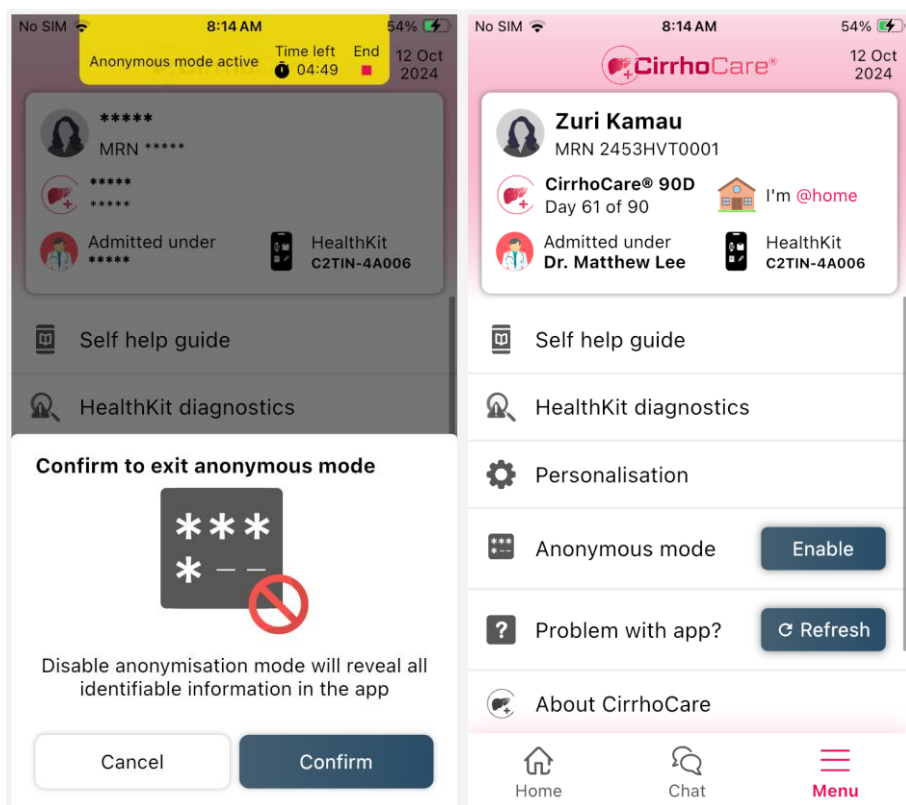 No SIM 8:14 AM 54%
Anonymous mode active Time left 04:49 End
12 Oct
2024
*****
MRN *****
*****
*****
Admitted under
*****
HealthKit
C2TIN-4A006
Self help guide
HealthKit diagnostics
Confirm to exit anonymous mode
***
*––
Disable anonymisation mode will reveal all
identifiable information in the app
Cancel Confirm
No SIM 8:14 AM 54%
CirrhoCare®
12 Oct
2024
Zuri Kamau
MRN 2453HVT0001
CirrhoCare® 90D
Day 61 of 90
I'm @home
Admitted under
Dr. Matthew Lee
HealthKit
C2TIN-4A006
Self help guide
HealthKit diagnostics
Personalisation
Anonymous mode Enable
Problem with app? Refresh
About CirrhoCare
Home Chat Menu